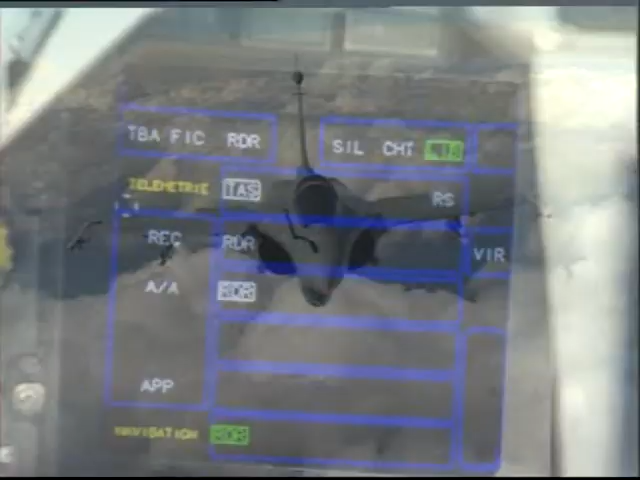 TBA FIC RDR SIL CHT
TELEMETRIE TAS RS
REC RDR VIR
A/A RDR
APP
NAVIGATION RDR